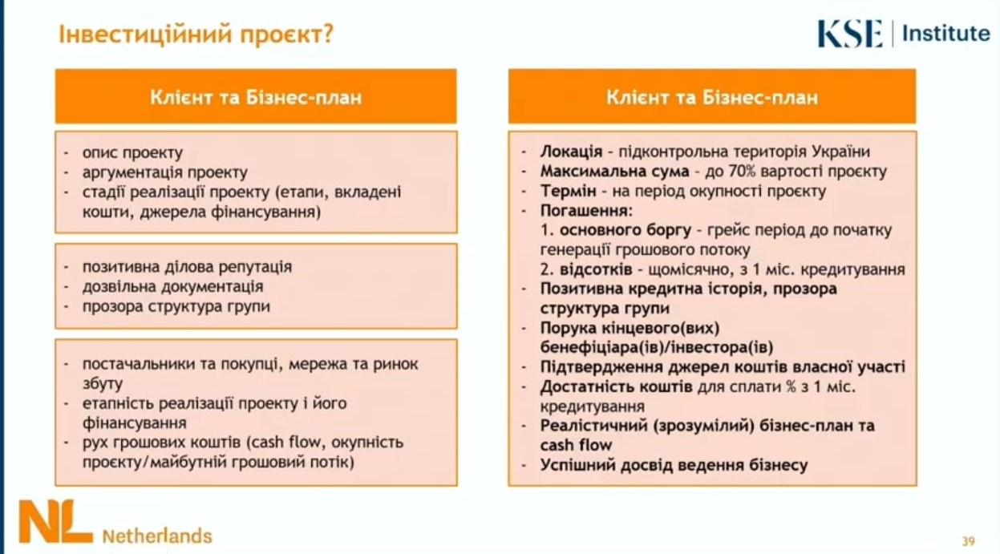 Інвестиційний проєкт?
KSE | Institute
Клієнт та Бізнес-план
- опис проекту
- аргументація проекту
- стадії реалізації проекту (етапи, вкладені
кошти, джерела фінансування)
- позитивна ділова репутація
- дозвільна документація
- прозора структура групи
- постачальники та покупці, мережа та ринок
збуту
- етапність реалізації проекту і його
фінансування
- рух грошових коштів (cash flow, окупність
проєкту/майбутній грошовий потік)
Клієнт та Бізнес-план
- Локація – підконтрольна територія України
- Максимальна сума – до 70% вартості проєкту
- Термін – на період окупності проєкту
- Погашення:
1. основного боргу – грейс період до початку
генерації грошового потоку
2. відсотків – щомісячно, з 1 міс. кредитування
- Позитивна кредитна історія, прозора
структура групи
- Порука кінцевого(вих)
бенефіціара(ів)/інвестора(ів)
- Підтвердження джерел коштів власної участі
- Достатність коштів для сплати % з 1 міс.
кредитування
- Реалістичний (зрозумілий) бізнес-план та
cash flow
- Успішний досвід ведення бізнесу
NL Netherlands
39